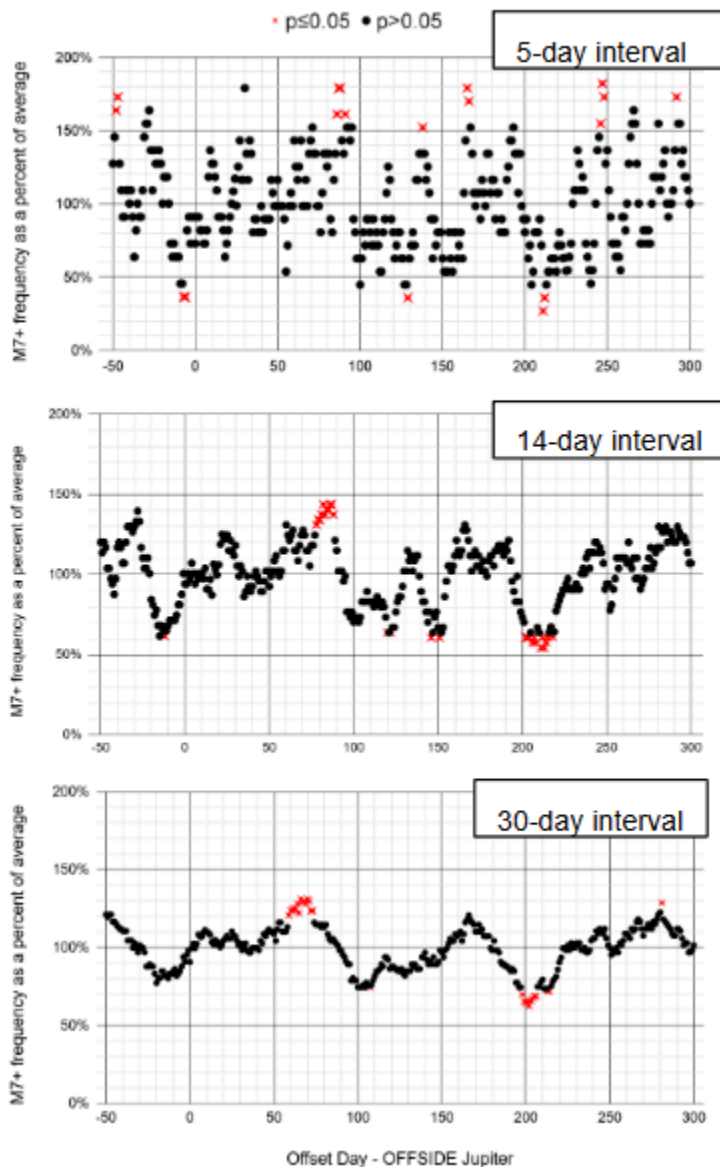 × p≤0.05 ● p>0.05
5-day interval
M7+ frequency as a percent of average
200%
150%
100%
50%
0%
-50 0 50 100 150 200 250 300
14-day interval
M7+ frequency as a percent of average
200%
150%
100%
50%
0%
-50 0 50 100 150 200 250 300
30-day interval
M7+ frequency as a percent of average
200%
150%
100%
50%
0%
-50 0 50 100 150 200 250 300
Offset Day - OFFSIDE Jupiter